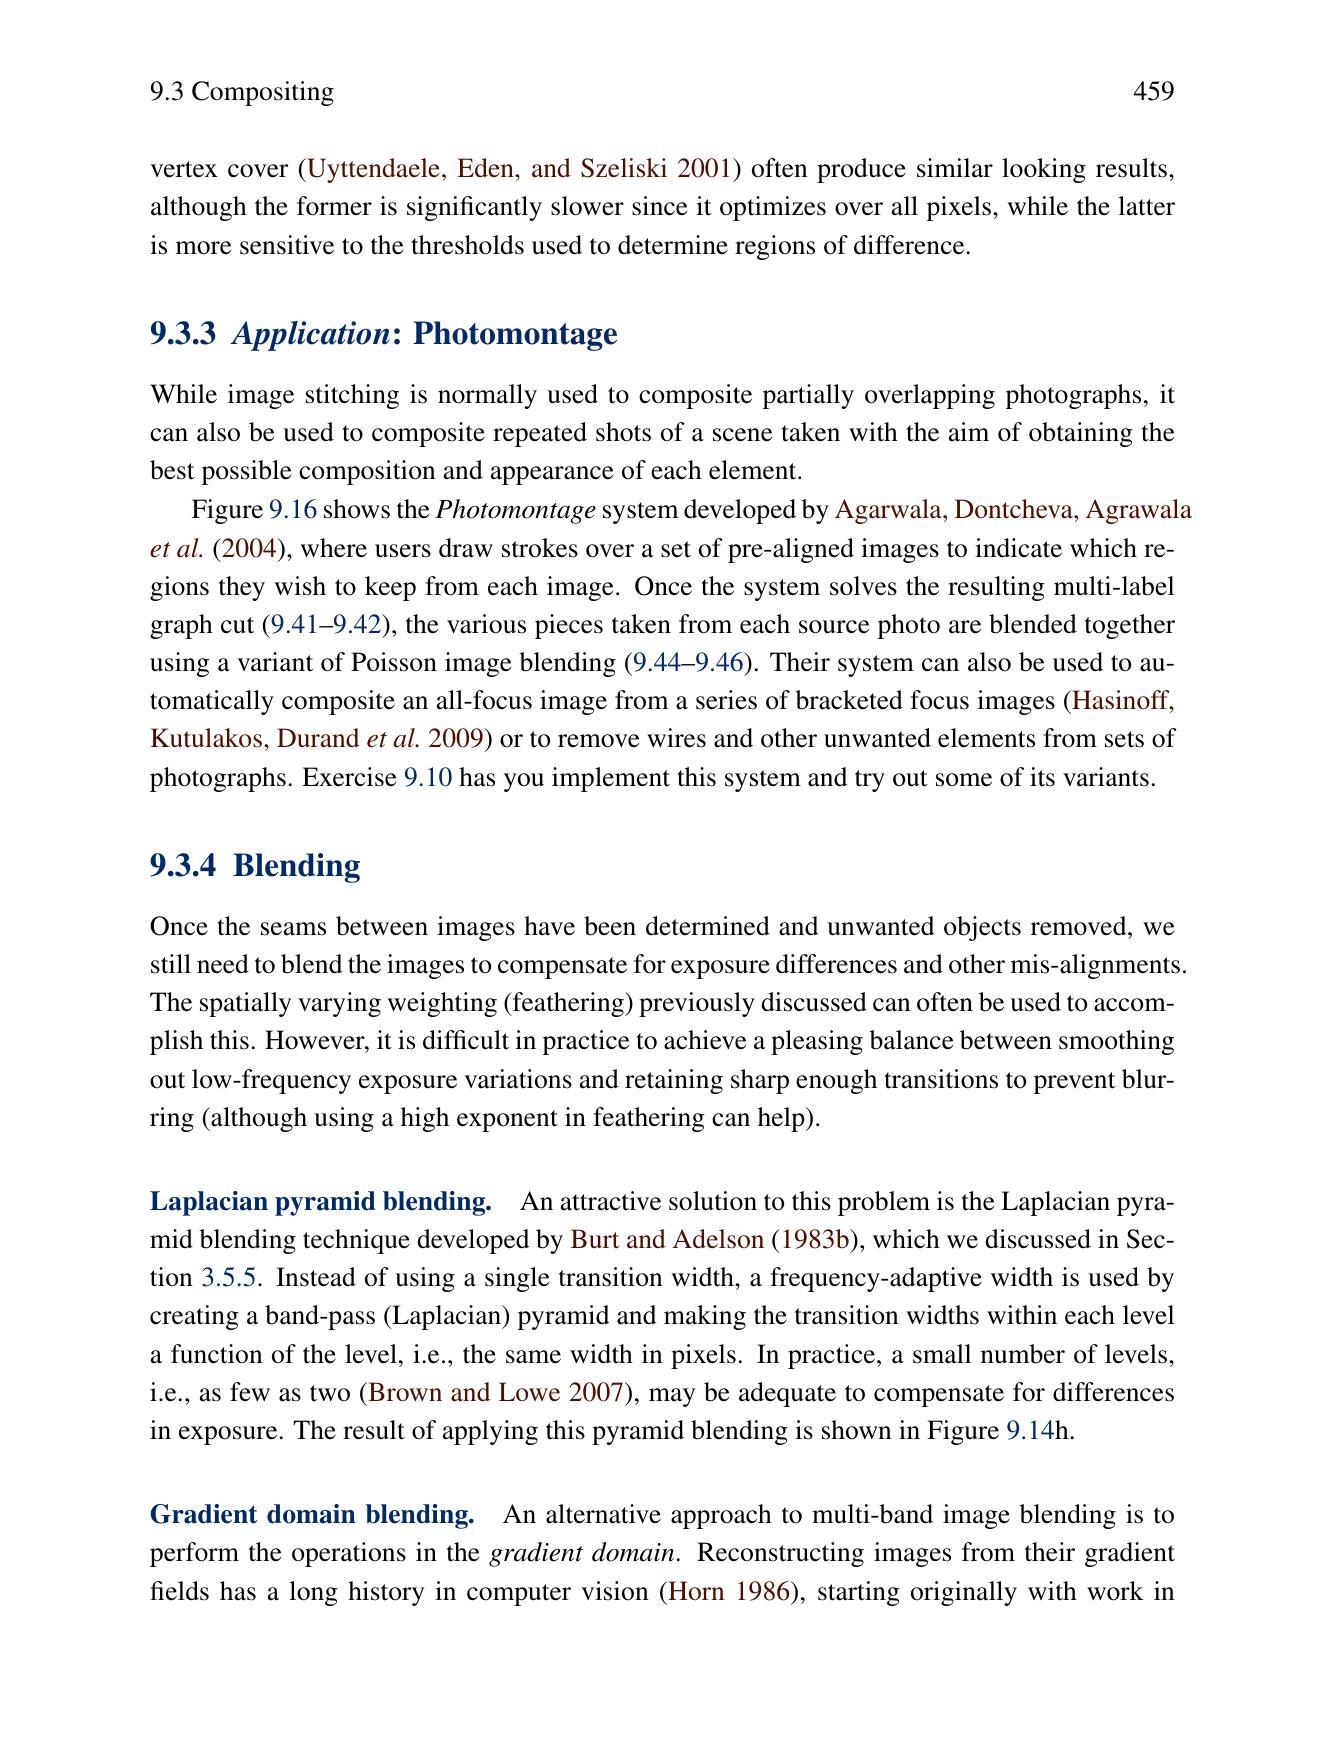 9.3 Compositing 459
vertex cover (Uyttendaele, Eden, and Szeliski 2001) often produce similar looking results,
although the former is significantly slower since it optimizes over all pixels, while the latter
is more sensitive to the thresholds used to determine regions of difference.
9.3.3 Application: Photomontage
While image stitching is normally used to composite partially overlapping photographs, it
can also be used to composite repeated shots of a scene taken with the aim of obtaining the
best possible composition and appearance of each element.
Figure 9.16 shows the Photomontage system developed by Agarwala, Dontcheva, Agrawala
et al. (2004), where users draw strokes over a set of pre-aligned images to indicate which re-
gions they wish to keep from each image. Once the system solves the resulting multi-label
graph cut (9.41–9.42), the various pieces taken from each source photo are blended together
using a variant of Poisson image blending (9.44–9.46). Their system can also be used to au-
tomatically composite an all-focus image from a series of bracketed focus images (Hasinoff,
Kutulakos, Durand et al. 2009) or to remove wires and other unwanted elements from sets of
photographs. Exercise 9.10 has you implement this system and try out some of its variants.
9.3.4 Blending
Once the seams between images have been determined and unwanted objects removed, we
still need to blend the images to compensate for exposure differences and other mis-alignments.
The spatially varying weighting (feathering) previously discussed can often be used to accom-
plish this. However, it is difficult in practice to achieve a pleasing balance between smoothing
out low-frequency exposure variations and retaining sharp enough transitions to prevent blur-
ring (although using a high exponent in feathering can help).
Laplacian pyramid blending. An attractive solution to this problem is the Laplacian pyra-
mid blending technique developed by Burt and Adelson (1983b), which we discussed in Sec-
tion 3.5.5. Instead of using a single transition width, a frequency-adaptive width is used by
creating a band-pass (Laplacian) pyramid and making the transition widths within each level
a function of the level, i.e., the same width in pixels. In practice, a small number of levels,
i.e., as few as two (Brown and Lowe 2007), may be adequate to compensate for differences
in exposure. The result of applying this pyramid blending is shown in Figure 9.14h.
Gradient domain blending. An alternative approach to multi-band image blending is to
perform the operations in the gradient domain. Reconstructing images from their gradient
fields has a long history in computer vision (Horn 1986), starting originally with work in